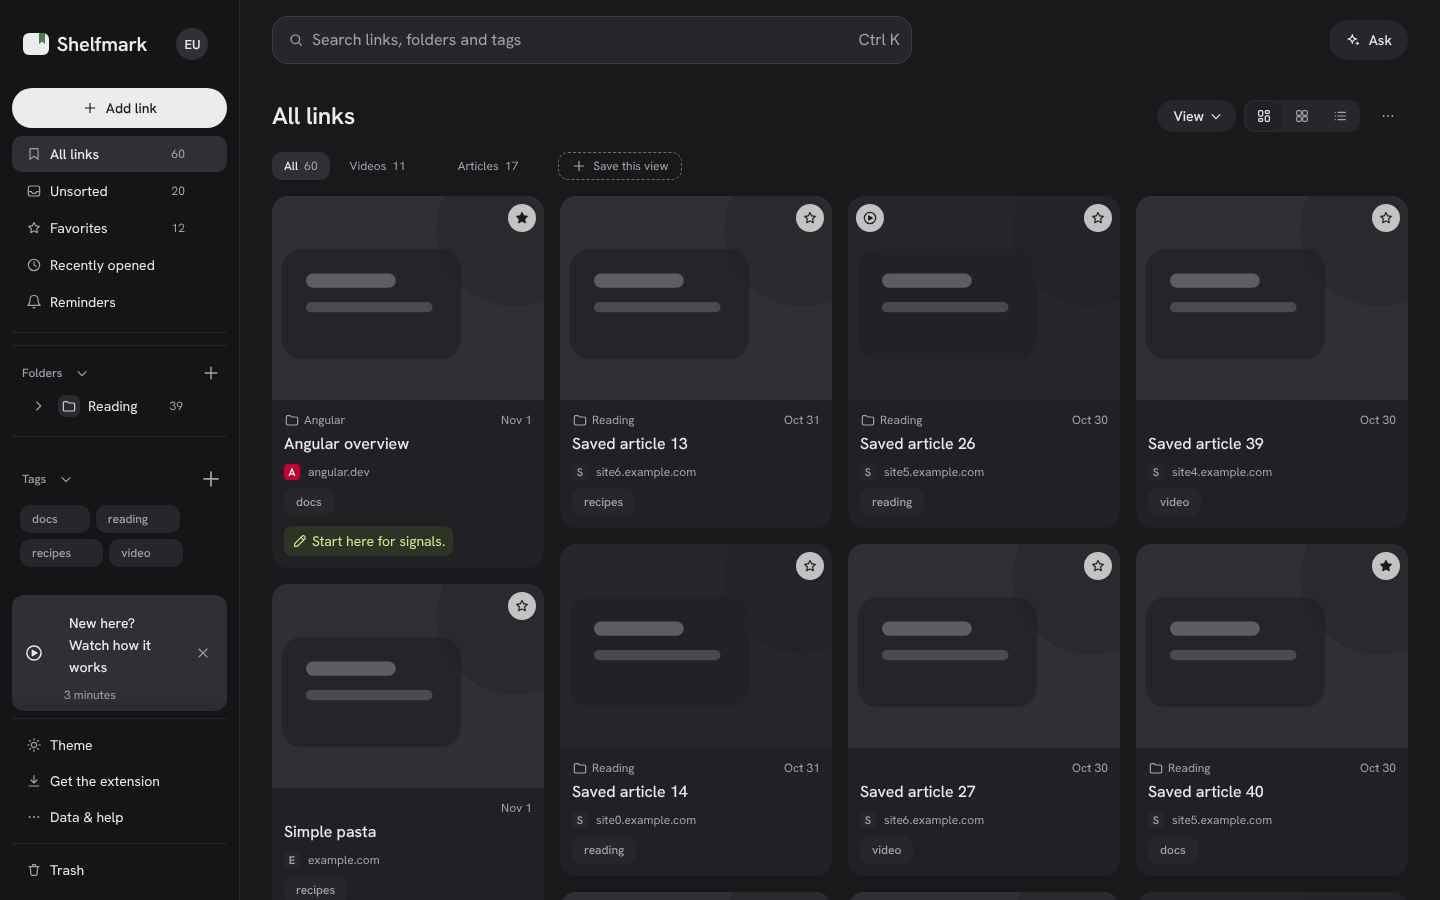 Shelfmark
EU
Add link
All links 60
Unsorted 20
Favorites 12
Recently opened
Reminders
Folders
Reading 39
Tags
docs
reading
recipes
video
New here?
Watch how it
works
3 minutes
Theme
Get the extension
Data & help
Trash
Search links, folders and tags Ctrl K
Ask
All links
View
All 60
Videos 11
Articles 17
Save this view
Angular Nov 1
Angular overview
A angular.dev
docs
Start here for signals.
Nov 1
Simple pasta
E example.com
recipes
Reading Oct 31
Saved article 13
S site6.example.com
recipes
Reading Oct 31
Saved article 14
S site0.example.com
reading
Reading Oct 30
Saved article 26
S site5.example.com
reading
Oct 30
Saved article 27
S site6.example.com
video
Oct 30
Saved article 39
S site4.example.com
video
Reading Oct 30
Saved article 40
S site5.example.com
docs